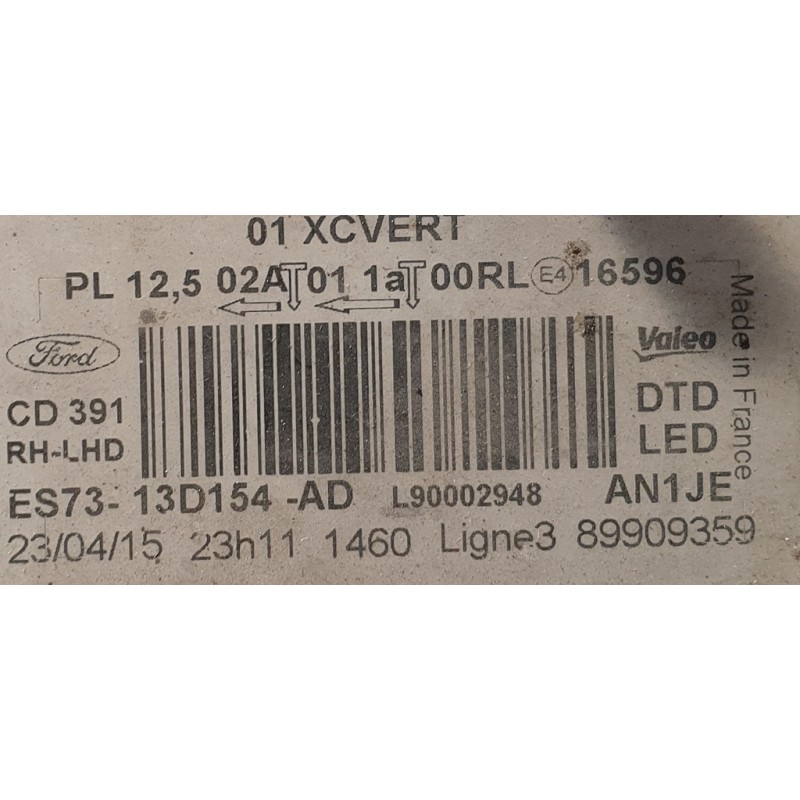 01 XCVERT
PL 12,5 02A 01 1a 00RL E4 16596
Ford
Valeo
Made in France
CD 391
DTD
RH-LHD
LED
ES73- 13D154 -AD L90002948 AN1JE
23/04/15 23h11 1460 Ligne3 89909359